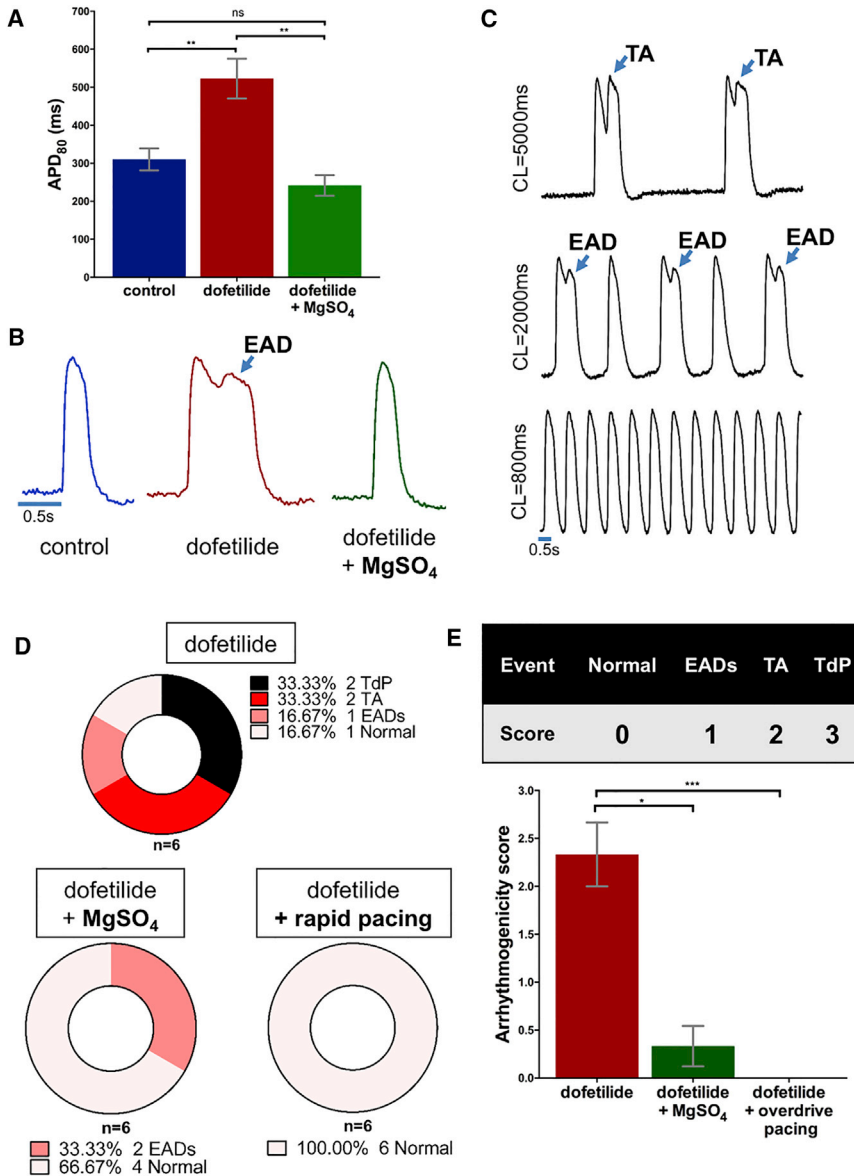 A
700
600
500
400
300
200
100
0
APD80 (ms)
ns
**
**
control
dofetilide
dofetilide
+ MgSO4
B
EAD
0.5s
control
dofetilide
dofetilide
+ MgSO4
C
CL=5000ms
TA
TA
CL=2000ms
EAD
EAD
EAD
CL=800ms
0.5s
D
dofetilide
33.33% 2 TdP
33.33% 2 TA
16.67% 1 EADs
16.67% 1 Normal
n=6
dofetilide
+ MgSO4
n=6
33.33% 2 EADs
66.67% 4 Normal
dofetilide
+ rapid pacing
n=6
100.00% 6 Normal
E
Event Normal EADs TA TdP
Score 0 1 2 3
Arrhythmogenicity score
3.0
2.5
2.0
1.5
1.0
0.5
0.0
***
*
dofetilide
dofetilide
+ MgSO4
dofetilide
+ overdrive
pacing